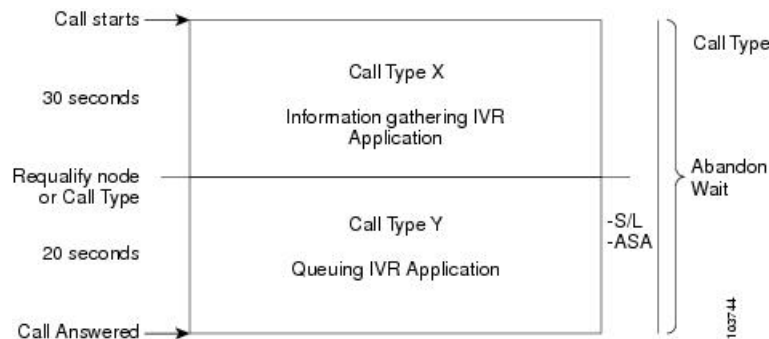 Call starts
30 seconds
Requalify node
or Call Type
20 seconds
Call Answered
Call Type X
Information gathering IVR
Application
Call Type Y
Queuing IVR Application
-S/L
-ASA
Call Type
Abandon
Wait
103744